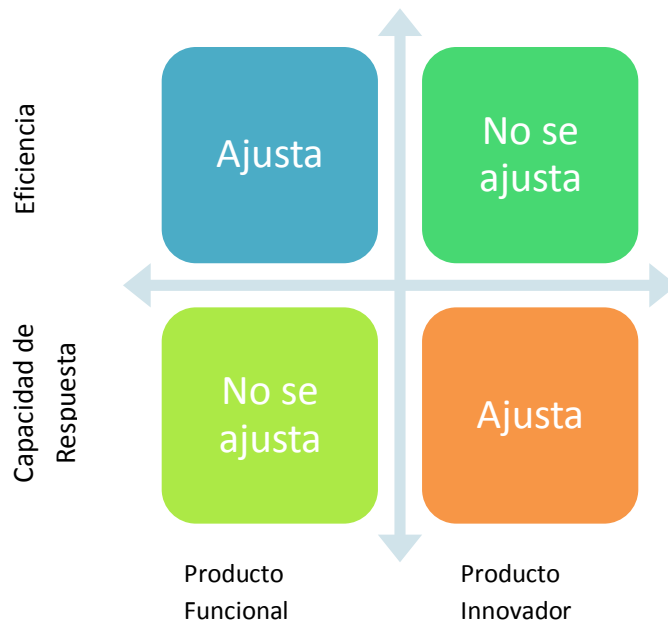 Eficiencia
Ajusta
No se
ajusta
Capacidad de
Respuesta
No se
ajusta
Ajusta
Producto
Funcional
Producto
Innovador